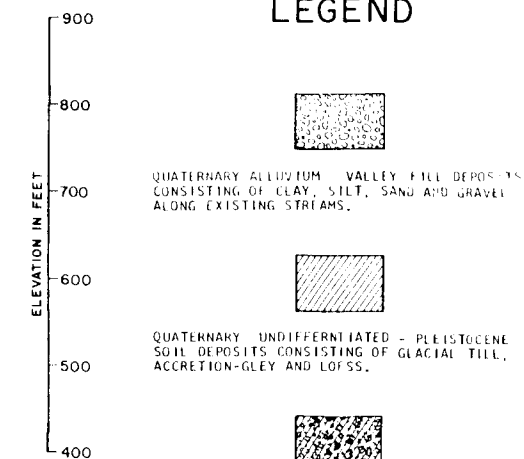 LEGEND
900
800
700
600
500
400
ELEVATION IN FEET
QUATERNARY ALLUVIUM VALLEY FILL DEPOSITS
CONSISTING OF CLAY, SILT, SAND AND GRAVEL
ALONG EXISTING STREAMS.
QUATERNARY UNDIFFERNTIATED - PLEISTOCENE
SOIL DEPOSITS CONSISTING OF GLACIAL TILL,
ACCRETION-GLEY AND LOESS.